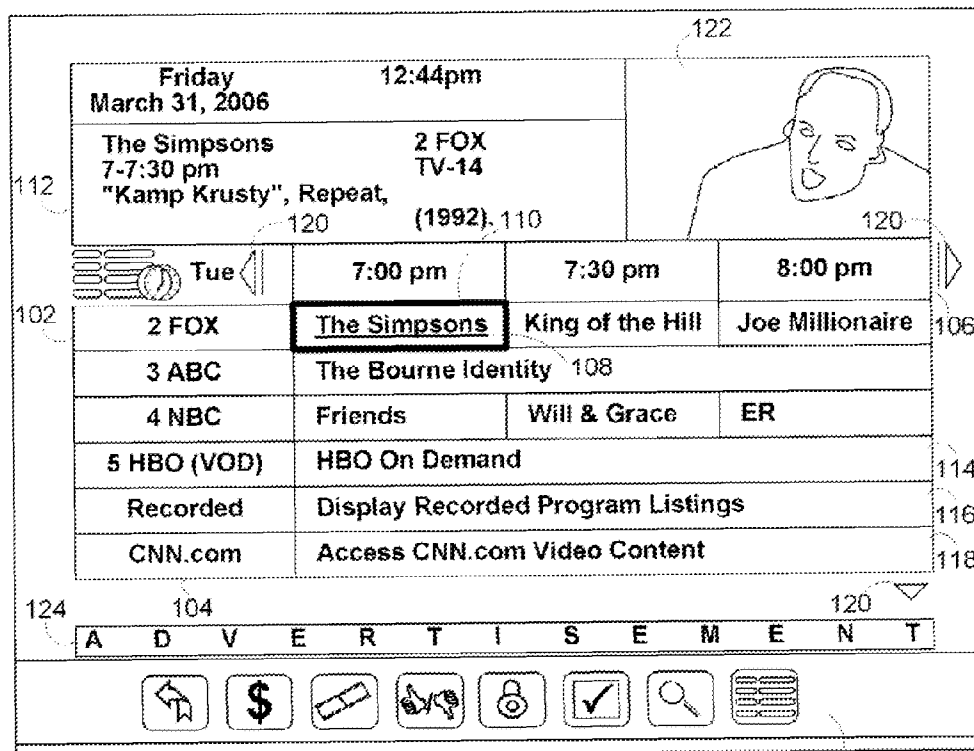 122
Friday 12:44pm
March 31, 2006
The Simpsons 2 FOX
7-7:30 pm TV-14
"Kamp Krusty", Repeat,
(1992).
112
120 110 120
Tue 7:00 pm 7:30 pm 8:00 pm
102 2 FOX The Simpsons King of the Hill Joe Millionaire 106
3 ABC The Bourne Identity 108
4 NBC Friends Will & Grace ER
5 HBO (VOD) HBO On Demand 114
Recorded Display Recorded Program Listings 116
CNN.com Access CNN.com Video Content 118
124 104 120
A D V E R T I S E M E N T
$